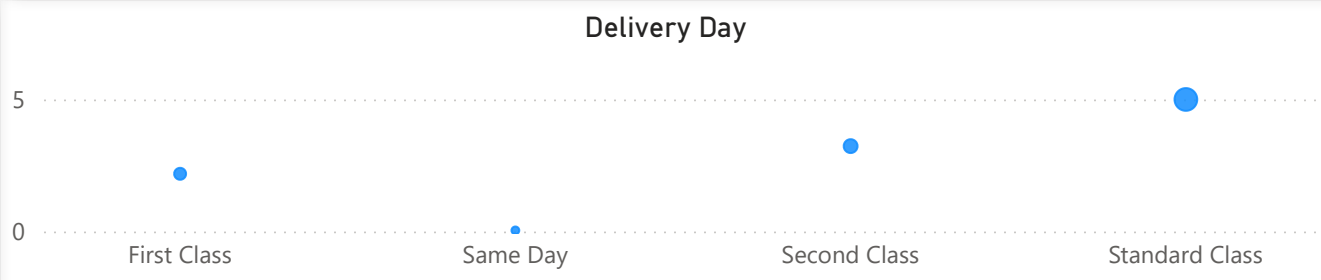 Delivery Day
5
0
First Class Same Day Second Class Standard Class